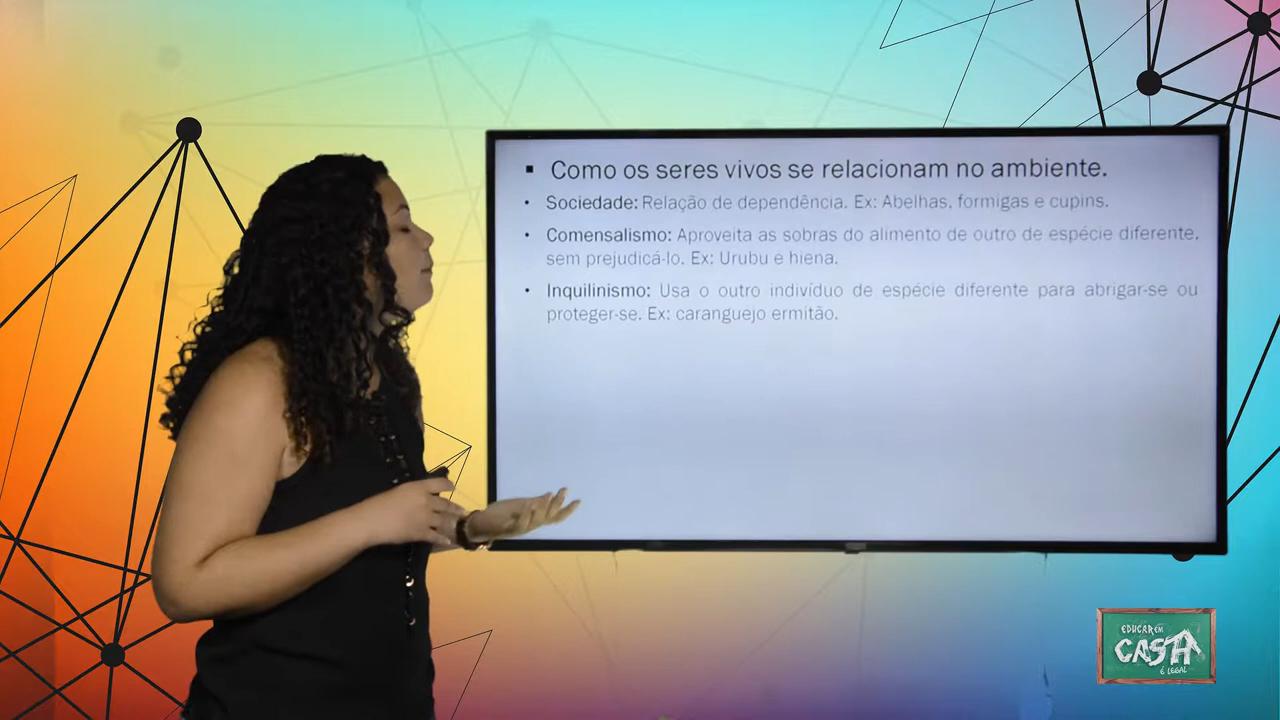 ▪ Como os seres vivos se relacionam no ambiente.
• Sociedade: Relação de dependência. Ex: Abelhas, formigas e cupins.
• Comensalismo: Aproveita as sobras do alimento de outro de espécie diferente,
sem prejudicá-lo. Ex: Urubu e hiena.
• Inquilinismo: Usa o outro indivíduo de espécie diferente para abrigar-se ou
proteger-se. Ex: caranguejo ermitão.
EDUCAR EM
CASA
É LEGAL